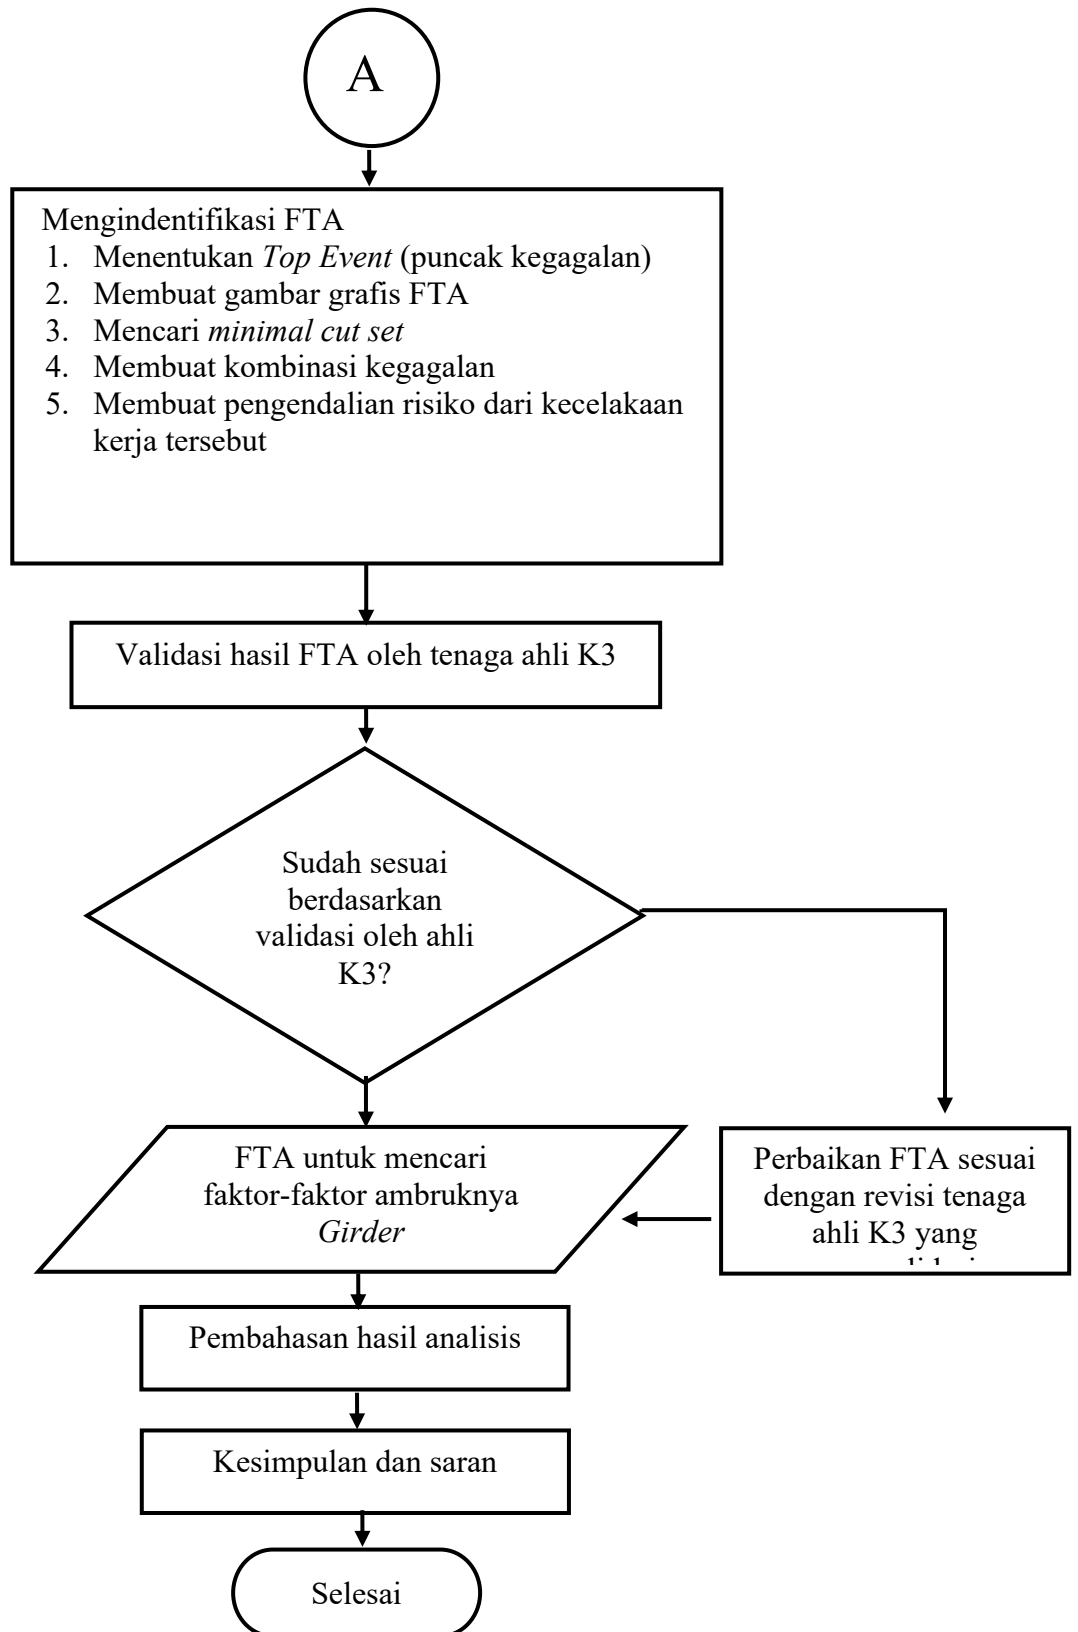 A
Mengindentifikasi FTA
1. Menentukan Top Event (puncak kegagalan)
2. Membuat gambar grafis FTA
3. Mencari minimal cut set
4. Membuat kombinasi kegagalan
5. Membuat pengendalian risiko dari kecelakaan
kerja tersebut
Validasi hasil FTA oleh tenaga ahli K3
Sudah sesuai
berdasarkan
validasi oleh ahli
K3?
FTA untuk mencari
faktor-faktor ambruknya
Girder
Perbaikan FTA sesuai
dengan revisi tenaga
ahli K3 yang
Pembahasan hasil analisis
Kesimpulan dan saran
Selesai